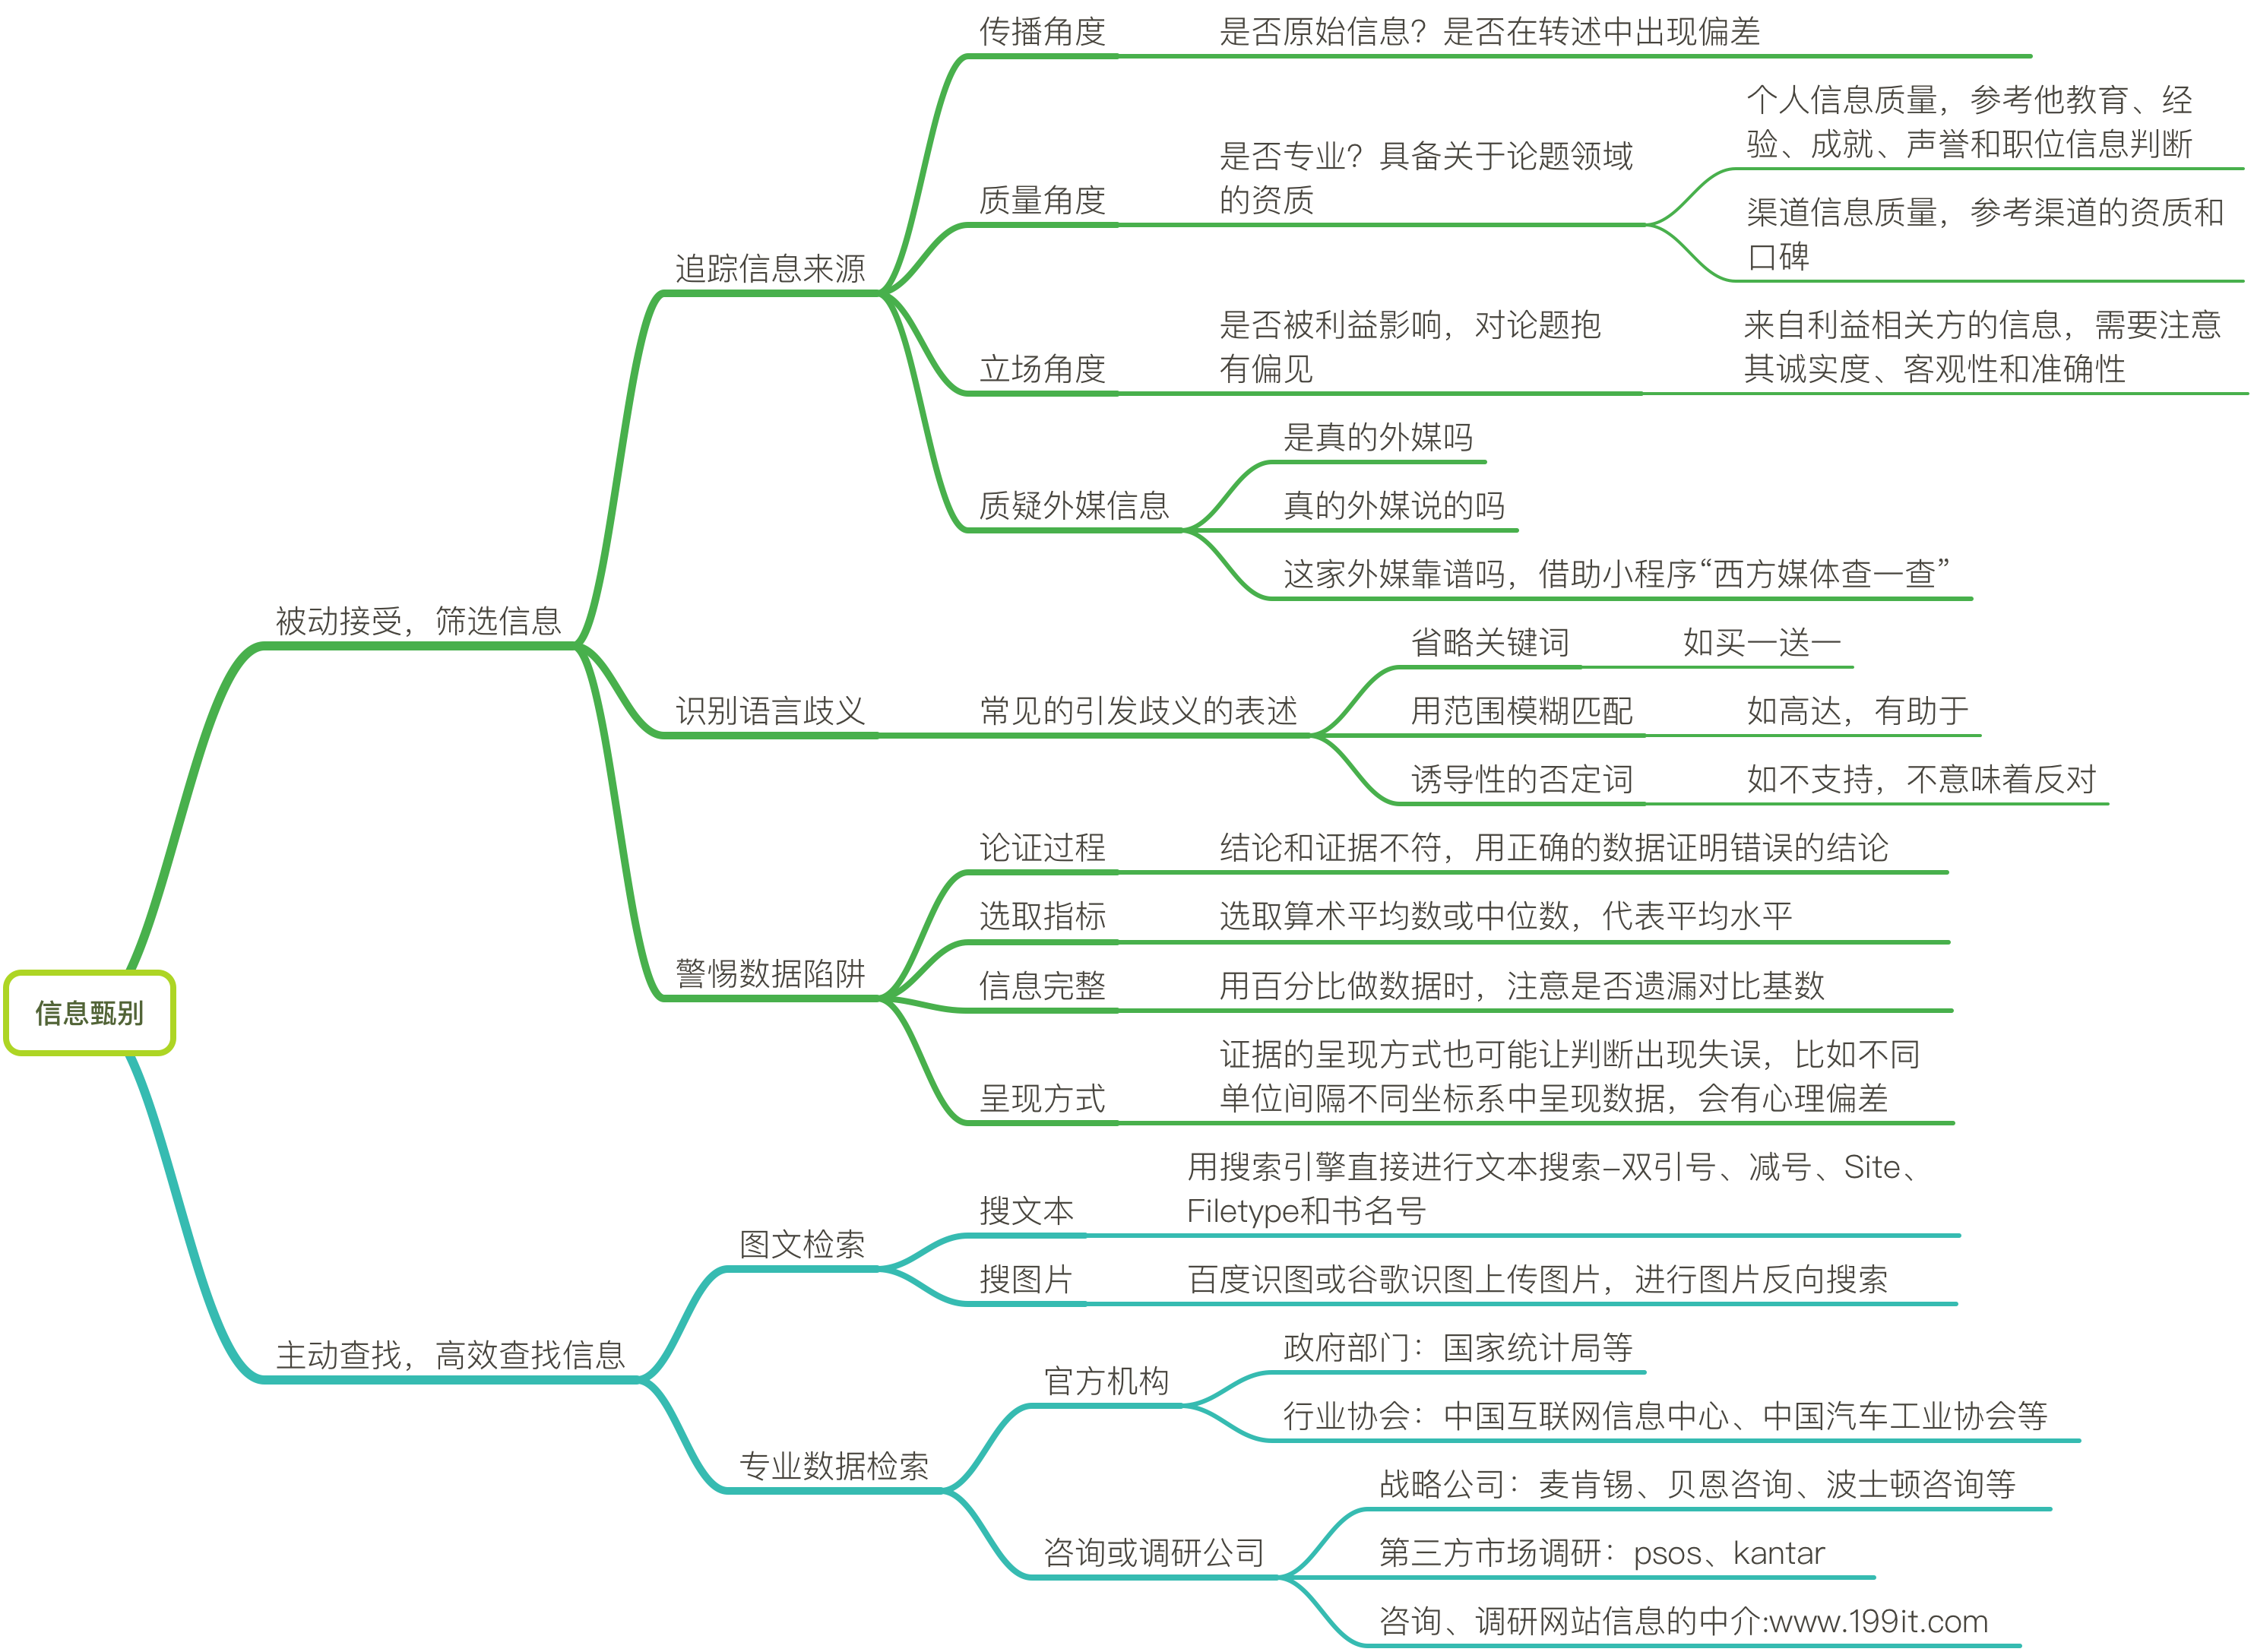 信息甄别
被动接受，筛选信息
追踪信息来源
传播角度
是否原始信息？是否在转述中出现偏差
质量角度
是否专业？具备关于论题领域
的资质
个人信息质量，参考他教育、经
验、成就、声誉和职位信息判断
渠道信息质量，参考渠道的资质和
口碑
立场角度
是否被利益影响，对论题抱
有偏见
来自利益相关方的信息，需要注意
其诚实度、客观性和准确性
质疑外媒信息
是真的外媒吗
真的外媒说的吗
这家外媒靠谱吗，借助小程序“西方媒体查一查”
识别语言歧义
常见的引发歧义的表述
省略关键词
如买一送一
用范围模糊匹配
如高达，有助于
诱导性的否定词
如不支持，不意味着反对
警惕数据陷阱
论证过程
结论和证据不符，用正确的数据证明错误的结论
选取指标
选取算术平均数或中位数，代表平均水平
信息完整
用百分比做数据时，注意是否遗漏对比基数
呈现方式
证据的呈现方式也可能让判断出现失误，比如不同
单位间隔不同坐标系中呈现数据，会有心理偏差
主动查找，高效查找信息
图文检索
搜文本
用搜索引擎直接进行文本搜索-双引号、减号、Site、
Filetype和书名号
搜图片
百度识图或谷歌识图上传图片，进行图片反向搜索
专业数据检索
官方机构
政府部门：国家统计局等
行业协会：中国互联网信息中心、中国汽车工业协会等
咨询或调研公司
战略公司：麦肯锡、贝恩咨询、波士顿咨询等
第三方市场调研：psos、kantar
咨询、调研网站信息的中介:www.199it.com